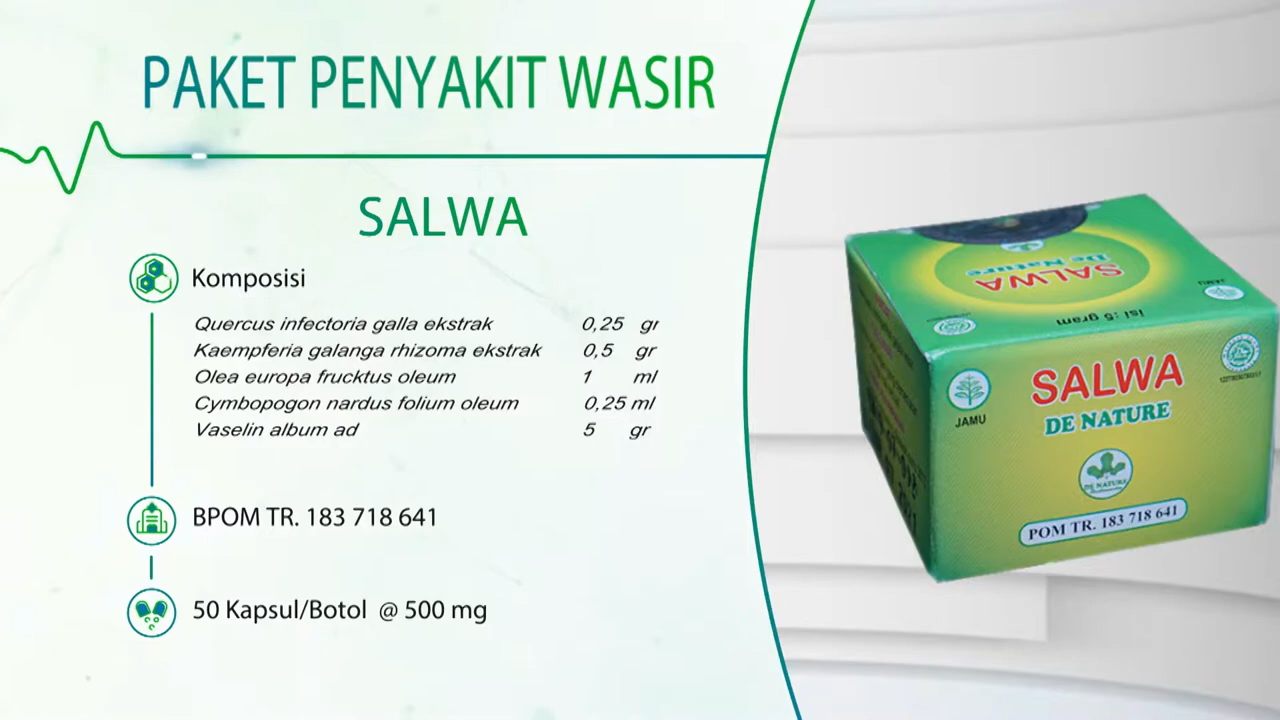 PAKET PENYAKIT WASIR
SALWA
Komposisi
Quercus infectoria galla ekstrak 0,25 gr
Kaempferia galanga rhizoma ekstrak 0,5 gr
Olea europa frucktus oleum 1 ml
Cymbopogon nardus folium oleum 0,25 ml
Vaselin album ad 5 gr
BPOM TR. 183 718 641
50 Kapsul/Botol @ 500 mg
SALWA
De Nature
JAMU
isi : 5 gram
SALWA
DE NATURE
JAMU
DE NATURE
POM TR. 183 718 641